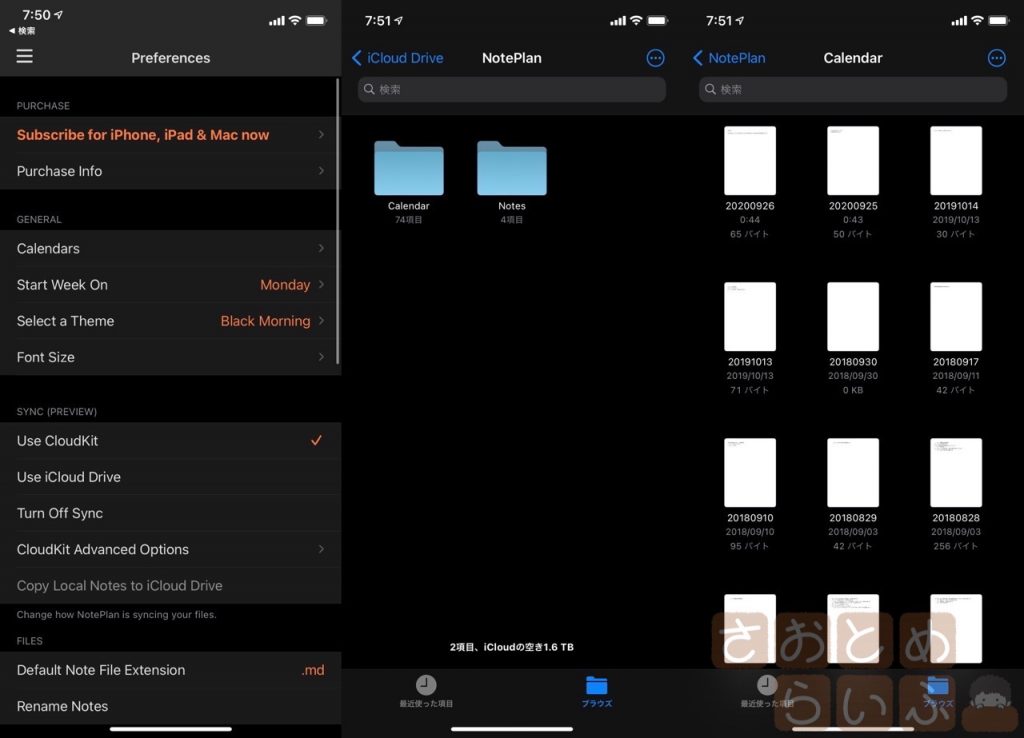 7:50
◀ 検索
Preferences
PURCHASE
Subscribe for iPhone, iPad & Mac now
Purchase Info
GENERAL
Calendars
Start Week On Monday
Select a Theme Black Morning
Font Size
SYNC (PREVIEW)
Use CloudKit
Use iCloud Drive
Turn Off Sync
CloudKit Advanced Options
Copy Local Notes to iCloud Drive
Change how NotePlan is syncing your files.
FILES
Default Note File Extension .md
Rename Notes
7:51
iCloud Drive NotePlan
検索
Calendar
74項目
Notes
4項目
2項目、iCloudの空き1.6 TB
最近使った項目 ブラウズ
7:51
NotePlan Calendar
検索
20200926
0:44
65 バイト
20200925
0:43
50 バイト
20191014
2019/10/13
30 バイト
20191013
2019/10/13
71 バイト
20180930
2018/09/30
0 KB
20180917
2018/09/11
42 バイト
20180910
2018/09/10
95 バイト
20180829
2018/09/03
42 バイト
20180828
2018/09/03
256 バイト
最近使った項目 ブラウズ
さおとめ
らいふ